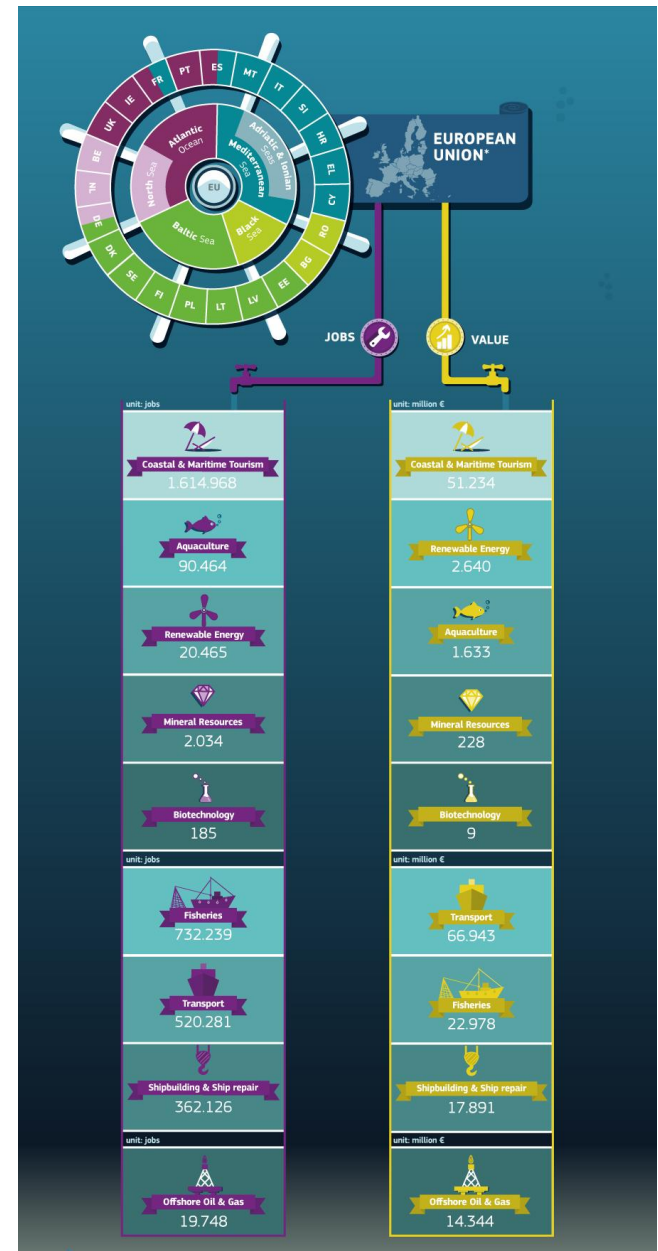 FR
PT
ES
MT
IT
SI
HR
EL
CY
RO
BG
EE
LV
LT
PL
FI
SE
DK
DE
NL
BE
UK
IE
Atlantic
Ocean
Adriatic & Ionian
Seas
Mediterranean
Sea
Black
Sea
Baltic Sea
North Sea
EU
EUROPEAN
UNION*
JOBS
VALUE
unit: jobs
Coastal & Maritime Tourism
1.614.968
Aquaculture
90.464
Renewable Energy
20.465
Mineral Resources
2.034
Biotechnology
185
unit: jobs
Fisheries
732.239
Transport
520.281
Shipbuilding & Ship repair
362.126
unit: jobs
Offshore Oil & Gas
19.748
unit: million €
Coastal & Maritime Tourism
51.234
Renewable Energy
2.640
Aquaculture
1.633
Mineral Resources
228
Biotechnology
9
unit: million €
Transport
66.943
Fisheries
22.978
Shipbuilding & Ship repair
17.891
unit: million €
Offshore Oil & Gas
14.344